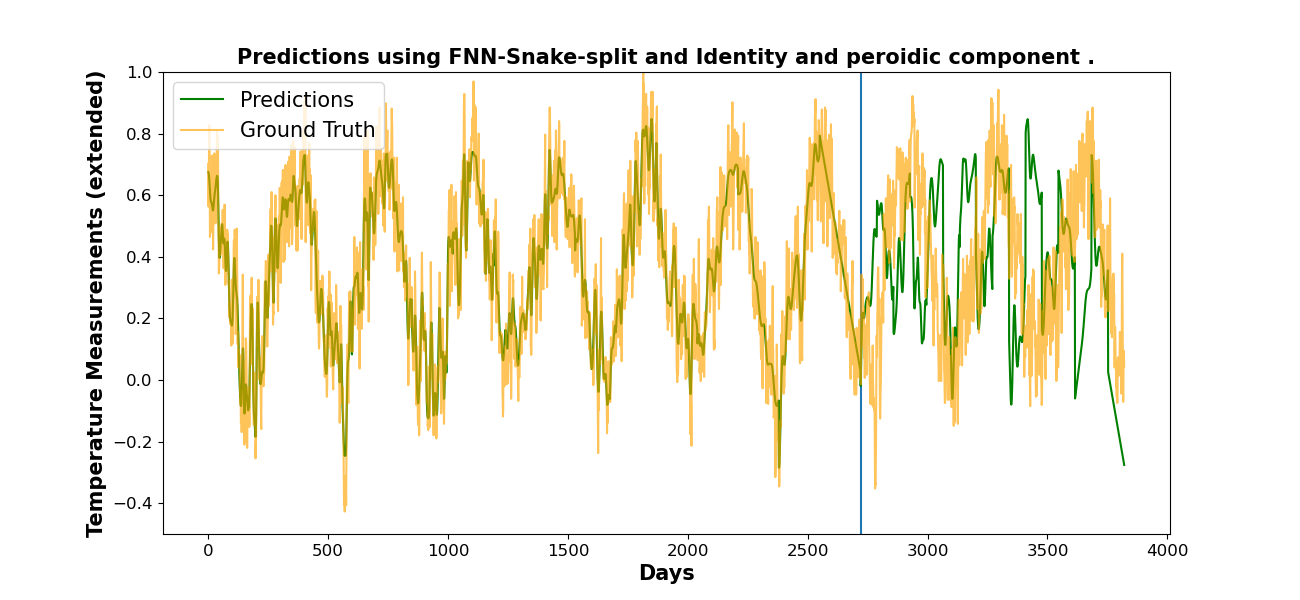 Predictions using FNN-Snake-split and Identity and peroidic component .
Predictions
Ground Truth
Temperature Measurements (extended)
1.0
0.8
0.6
0.4
0.2
0.0
−0.2
−0.4
0 500 1000 1500 2000 2500 3000 3500 4000
Days